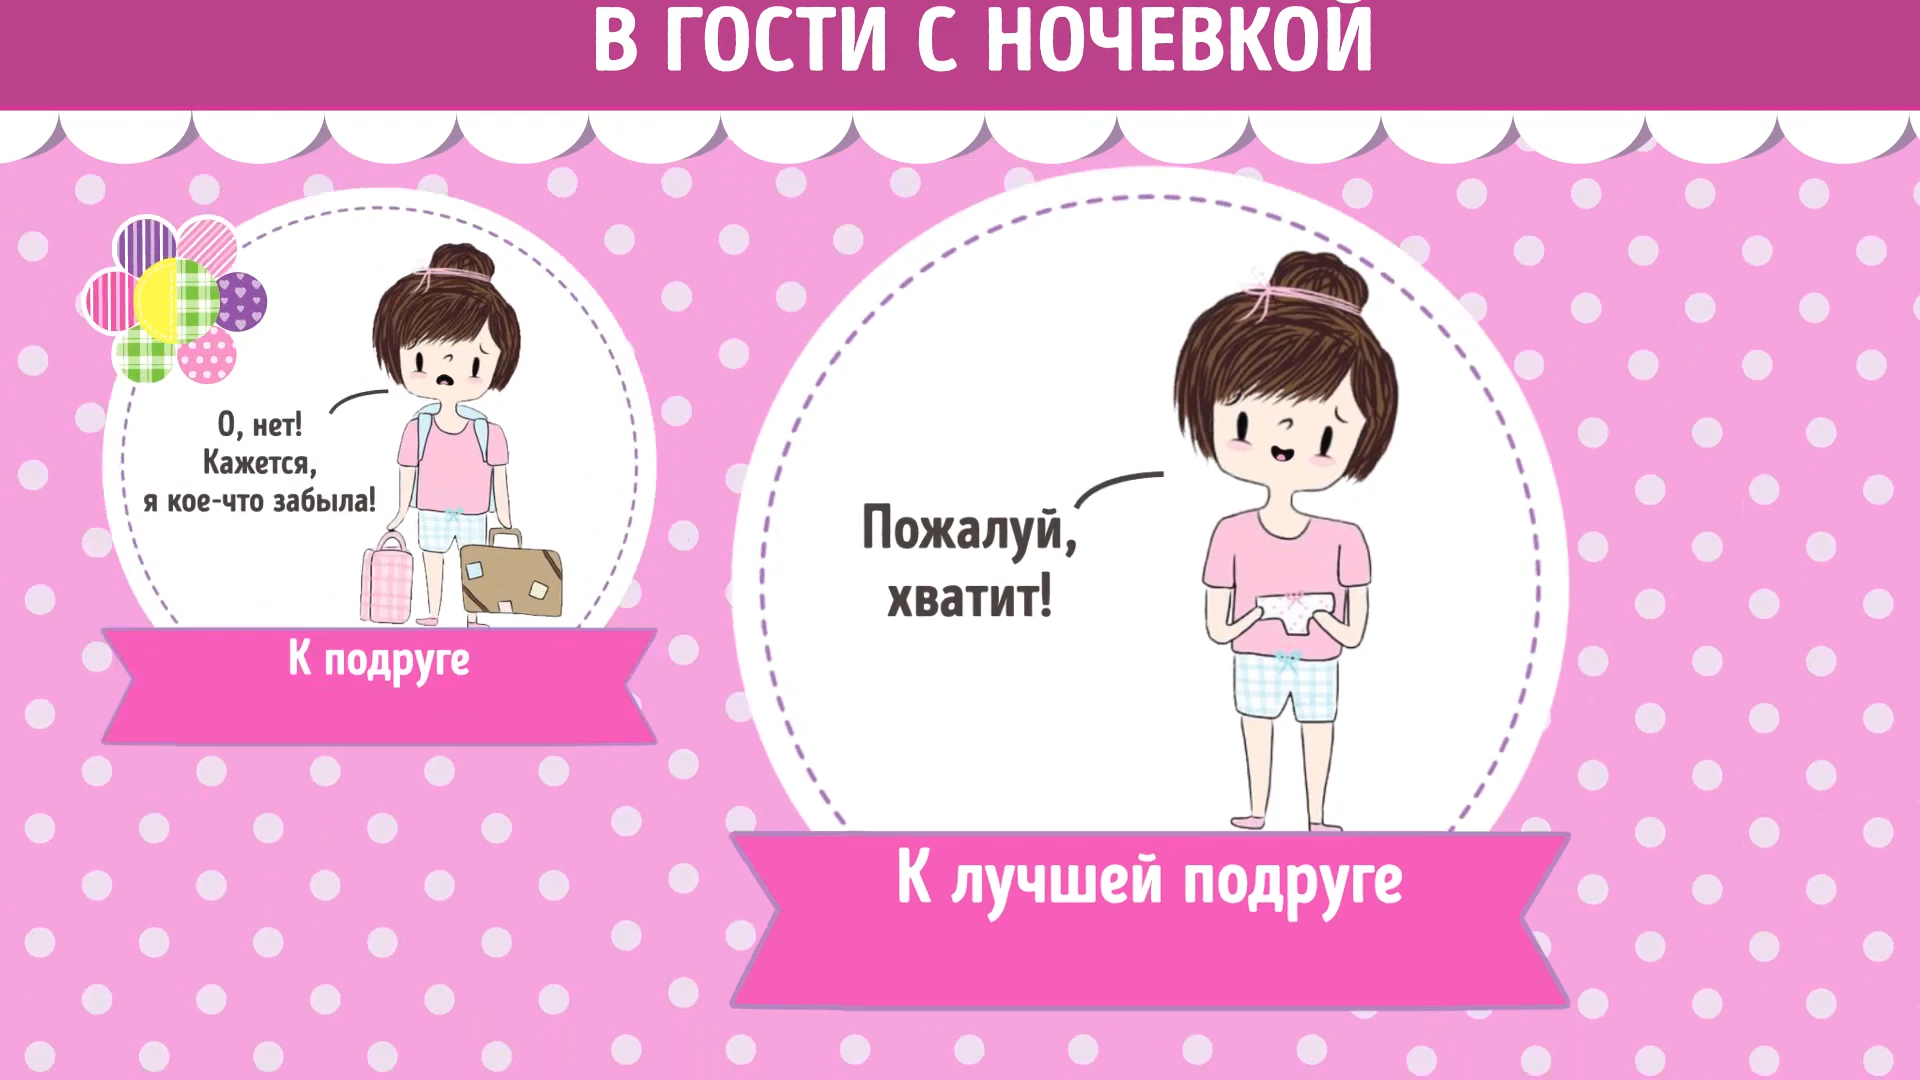 В ГОСТИ С НОЧЕВКОЙ
О, нет!
Кажется,
я кое-что забыла!
К подруге
Пожалуй,
хватит!
К лучшей подруге